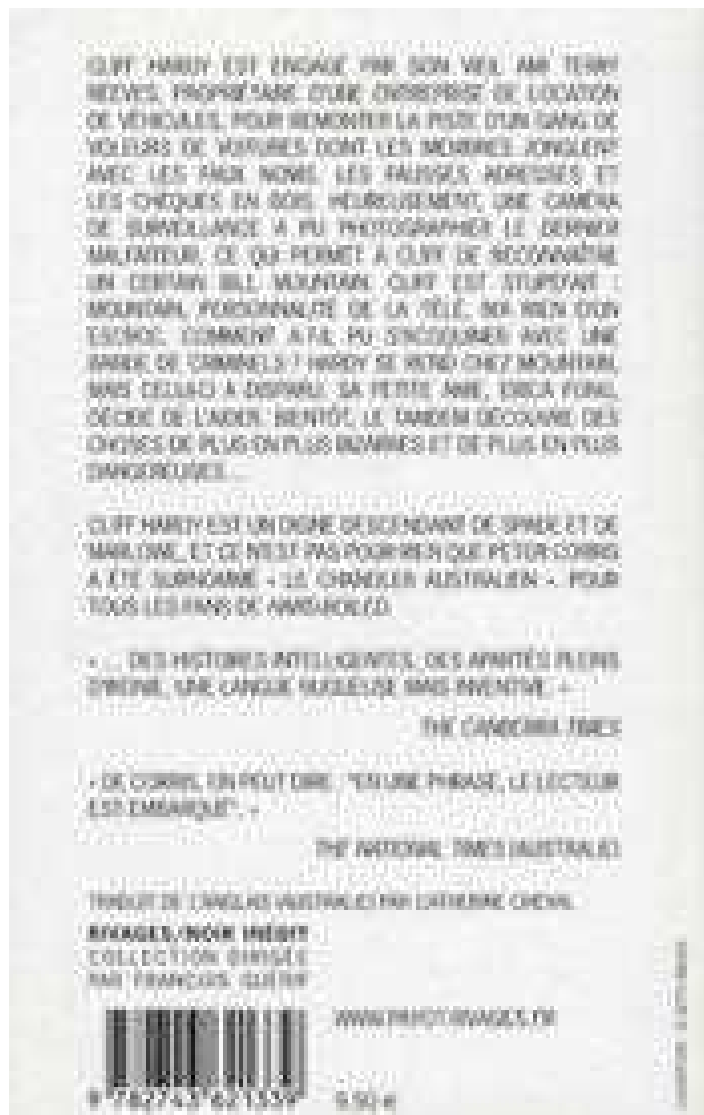 CLIFF HARDY EST ENGAGÉ PAR SON VIEIL AMI TERRY
REEVES, PROPRIÉTAIRE D'UNE ENTREPRISE DE LOCATION
DE VÉHICULES, POUR REMONTER LA PISTE D'UN GANG DE
VOLEURS DE VOITURES DONT LES MEMBRES JONGLENT
AVEC LES FAUX NOMS, LES FAUSSES ADRESSES ET
LES CHÈQUES EN BOIS. HEUREUSEMENT, UNE CAMÉRA
DE SURVEILLANCE A PU PHOTOGRAPHIER LE DERNIER
MALFAITEUR, CE QUI PERMET À CLIFF DE RECONNAÎTRE
UN CERTAIN BILL MOUNTAIN. CLIFF EST STUPÉFAIT :
MOUNTAIN, PERSONNALITÉ DE LA TÉLÉ, N'A RIEN D'UN
ESCROC. COMMENT A-T-IL PU S'ACOQUINER AVEC UNE
BANDE DE CRIMINELS ? HARDY SE REND CHEZ MOUNTAIN,
MAIS CELUI-CI A DISPARU. SA PETITE AMIE, ERICA FONG,
DÉCIDE DE L'AIDER. BIENTÔT, LE TANDEM DÉCOUVRE DES
CHOSES DE PLUS EN PLUS BIZARRES ET DE PLUS EN PLUS
DANGEREUSES...
CLIFF HARDY EST UN DIGNE DESCENDANT DE SPADE ET DE
MARLOWE, ET CE N'EST PAS POUR RIEN QUE PETER CORRIS
A ÉTÉ SURNOMMÉ « LE CHANDLER AUSTRALIEN ». POUR
TOUS LES FANS DE HARD-BOILED.
« ... DES HISTOIRES INTELLIGENTES, DES APARTÉS PLEINS
D'IRONIE, UNE LANGUE RUGUEUSE MAIS INVENTIVE. »
THE CANBERRA TIMES
« DE CORRIS, ON PEUT DIRE : "EN UNE PHRASE, LE LECTEUR
EST EMBARQUÉ". »
THE NATIONAL TIMES (AUSTRALIE)
TRADUIT DE L'ANGLAIS (AUSTRALIE) PAR CATHERINE CHEVAL
RIVAGES/NOIR INÉDIT
COLLECTION DIRIGÉE
PAR FRANÇOIS GUÉRIF
WWW.PAYOT-RIVAGES.FR
9 782743 621339